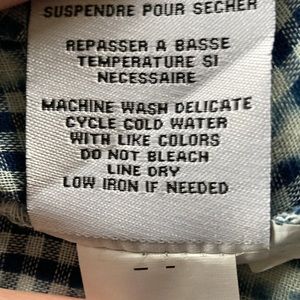 SUSPENDRE POUR SECHER
REPASSER A BASSE
TEMPERATURE SI
NECESSAIRE
MACHINE WASH DELICATE
CYCLE COLD WATER
WITH LIKE COLORS
DO NOT BLEACH
LINE DRY
LOW IRON IF NEEDED